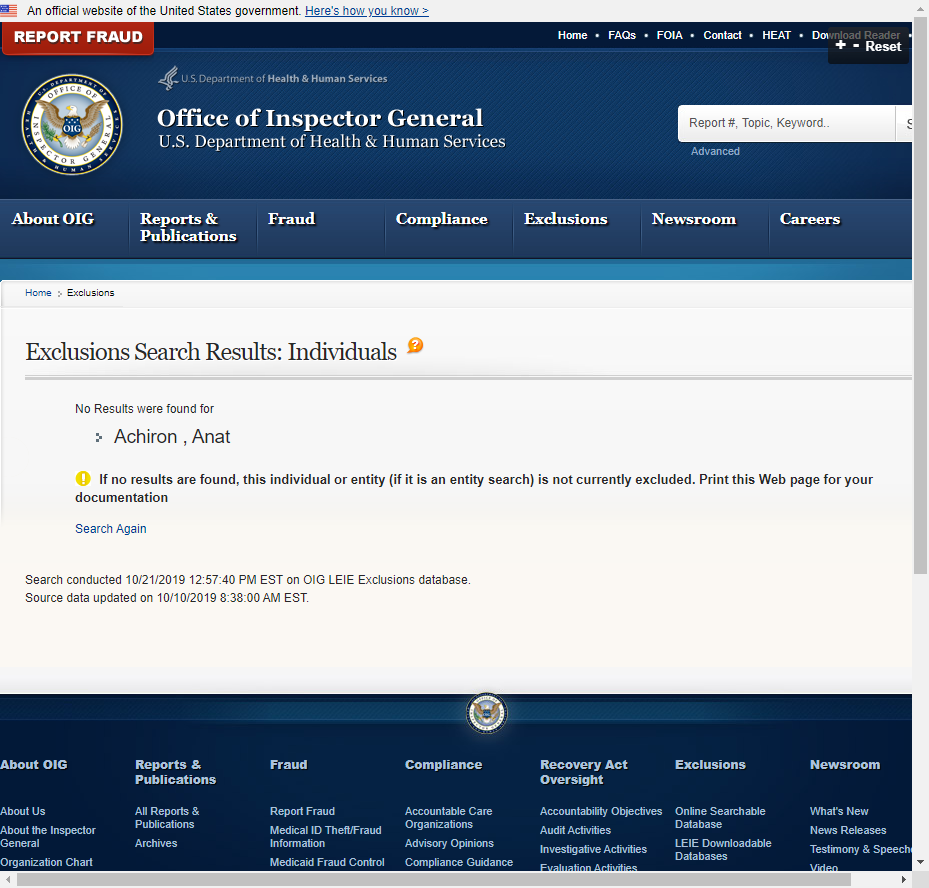 An official website of the United States government. Here's how you know >
REPORT FRAUD
Home • FAQs • FOIA • Contact • HEAT • Download Reader •
+ - Reset
U.S. Department of Health & Human Services
Office of Inspector General
U.S. Department of Health & Human Services
Report #, Topic, Keyword..
Advanced
About OIG
Reports &
Publications
Fraud
Compliance
Exclusions
Newsroom
Careers
Home
Exclusions
Exclusions Search Results: Individuals
No Results were found for
Achiron , Anat
If no results are found, this individual or entity (if it is an entity search) is not currently excluded. Print this Web page for your
documentation
Search Again
Search conducted 10/21/2019 12:57:40 PM EST on OIG LEIE Exclusions database.
Source data updated on 10/10/2019 8:38:00 AM EST.
About OIG
About Us
About the Inspector
General
Organization Chart
Reports &
Publications
All Reports &
Publications
Archives
Fraud
Report Fraud
Medical ID Theft/Fraud
Information
Medicaid Fraud Control
Compliance
Accountable Care
Organizations
Advisory Opinions
Compliance Guidance
Recovery Act
Oversight
Accountability Objectives
Audit Activities
Investigative Activities
Evaluation Activities
Exclusions
Online Searchable
Database
LEIE Downloadable
Databases
Newsroom
What's New
News Releases
Testimony & Speeche
Video